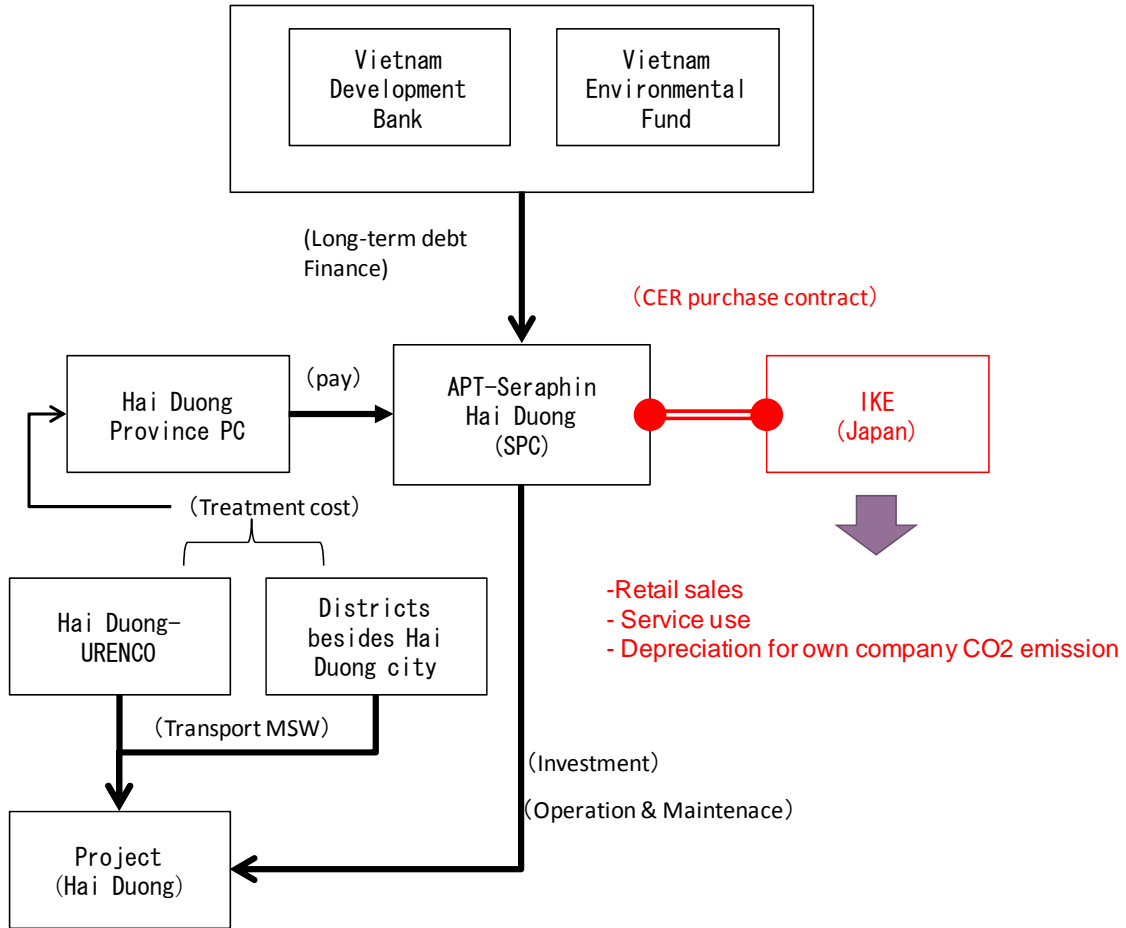 Vietnam
Development
Bank
Vietnam
Environmental
Fund
(Long-term debt
Finance)
（CER purchase contract）
Hai Duong
Province PC
（pay）
APT-Seraphin
Hai Duong
(SPC)
IKE
(Japan)
（Treatment cost）
Hai Duong-
URENCO
Districts
besides Hai
Duong city
-Retail sales
- Service use
- Depreciation for own company CO2 emission
（Transport MSW）
（Investment）
（Operation & Maintenace）
Project
(Hai Duong)